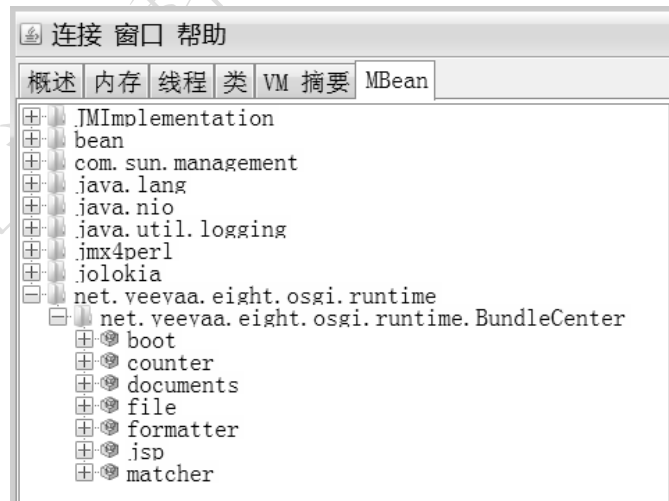 连接 窗口 帮助
概述 内存 线程 类 VM 摘要 MBean
JMImplementation
bean
com.sun.management
java.lang
java.nio
java.util.logging
jmx4perl
jolokia
net.yeeyaa.eight.osgi.runtime
net.yeeyaa.eight.osgi.runtime.BundleCenter
boot
counter
documents
file
formatter
jsp
matcher